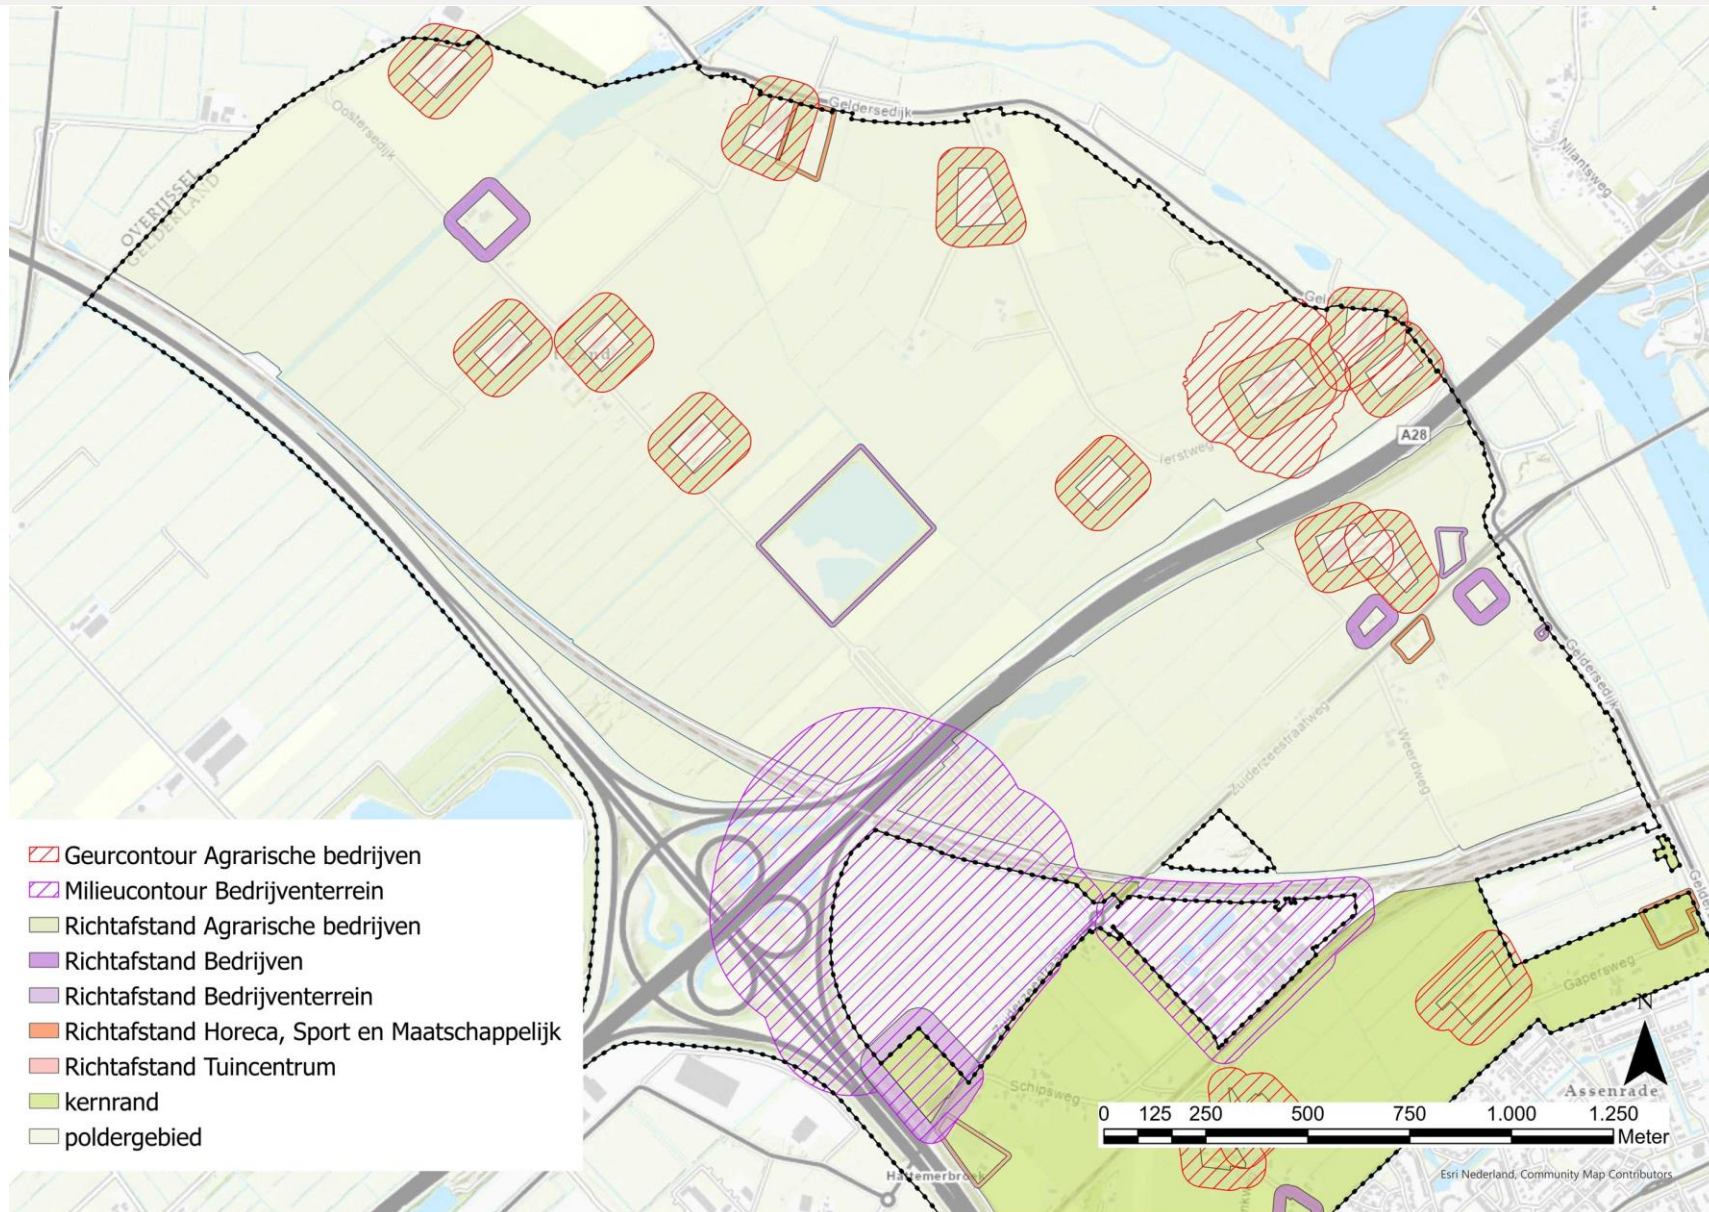 Geldersedijk
Nilantsweg
Oostersedijk
OVERIJSSEL
GELDERLAND
A28
Geldersedijk
Zuiderzeestraatweg
Weerdweg
Geurcontour Agrarische bedrijven
Milieucontour Bedrijventerrein
Richtafstand Agrarische bedrijven
Richtafstand Bedrijven
Richtafstand Bedrijventerrein
Richtafstand Horeca, Sport en Maatschappelijk
Richtafstand Tuincentrum
kernrand
poldergebied
Gapersweg
N
Schipsweg
Assenrade
0 125 250 500 750 1.000 1.250
Meter
Hattemerbroek
Esri Nederland, Community Map Contributors